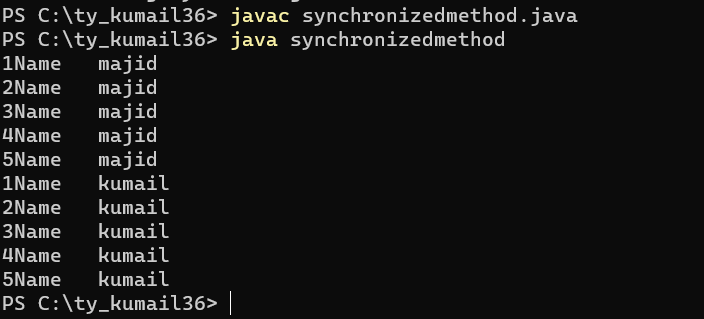 PS C:\ty_kumail36> javac synchronizedmethod.java
PS C:\ty_kumail36> java synchronizedmethod
1Name   majid
2Name   majid
3Name   majid
4Name   majid
5Name   majid
1Name   kumail
2Name   kumail
3Name   kumail
4Name   kumail
5Name   kumail
PS C:\ty_kumail36>